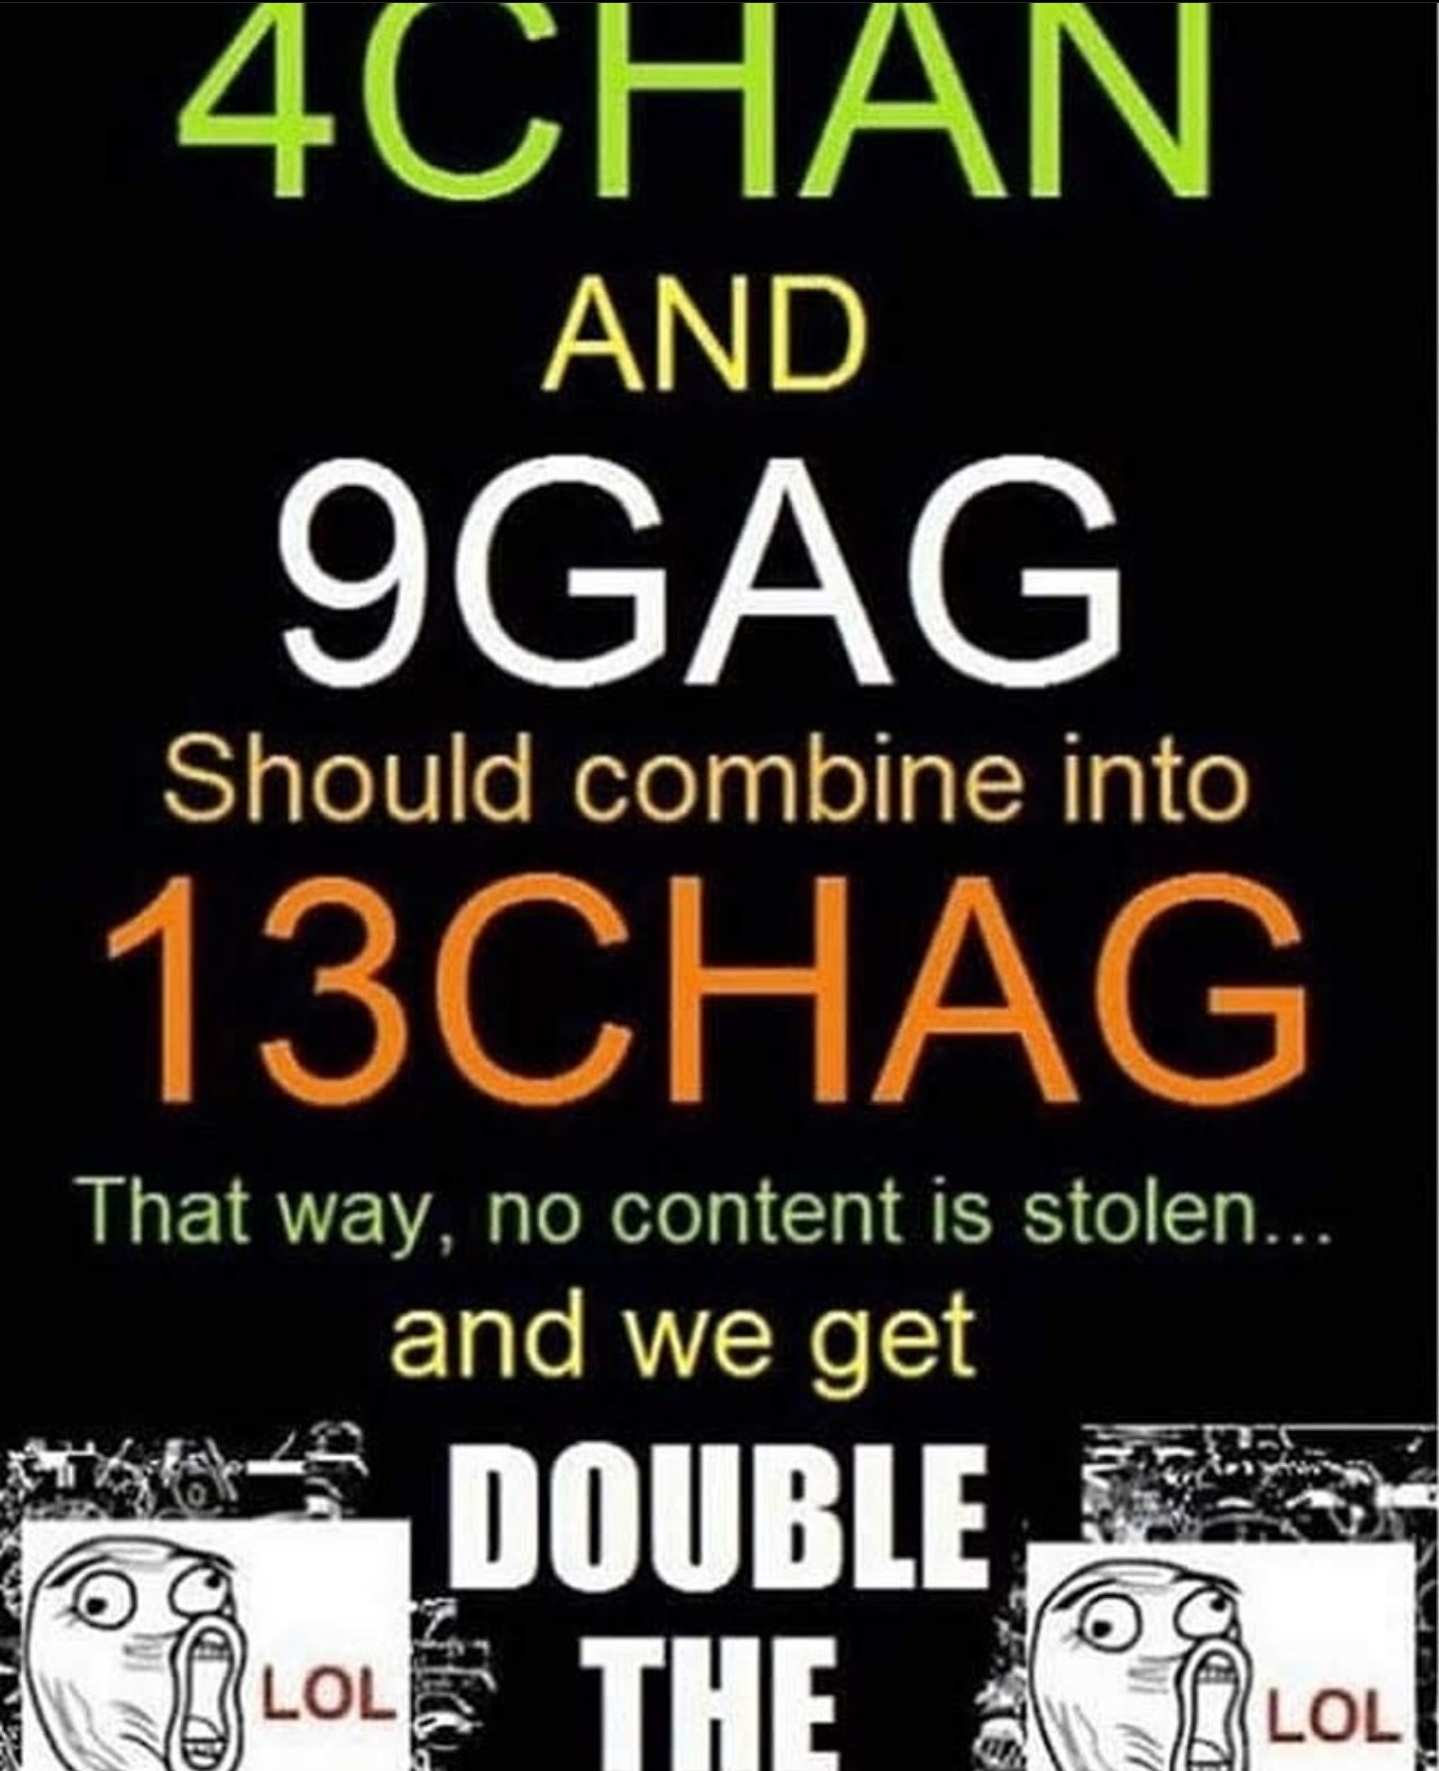 4CHAN
AND
9GAG
Should combine into
13CHAG
That way, no content is stolen...
and we get
DOUBLE
THE
LOL
LOL